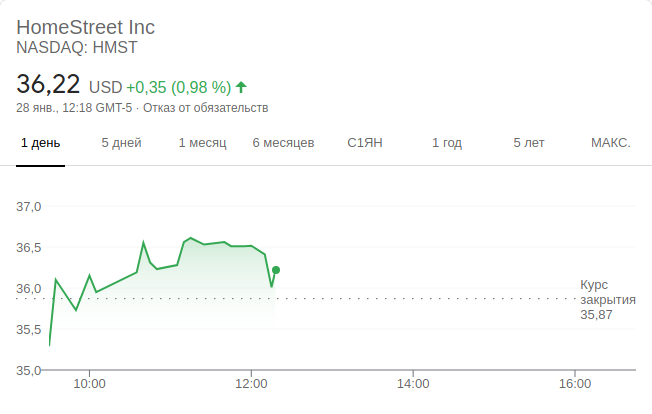 HomeStreet Inc
NASDAQ: HMST
36,22 USD +0,35 (0,98 %)
28 янв., 12:18 GMT-5 · Отказ от обязательств
1 день 5 дней 1 месяц 6 месяцев С1ЯН 1 год 5 лет МАКС.
37,0
36,5
36,0
Курс
закрытия
35,87
35,5
35,0
10:00 12:00 14:00 16:00